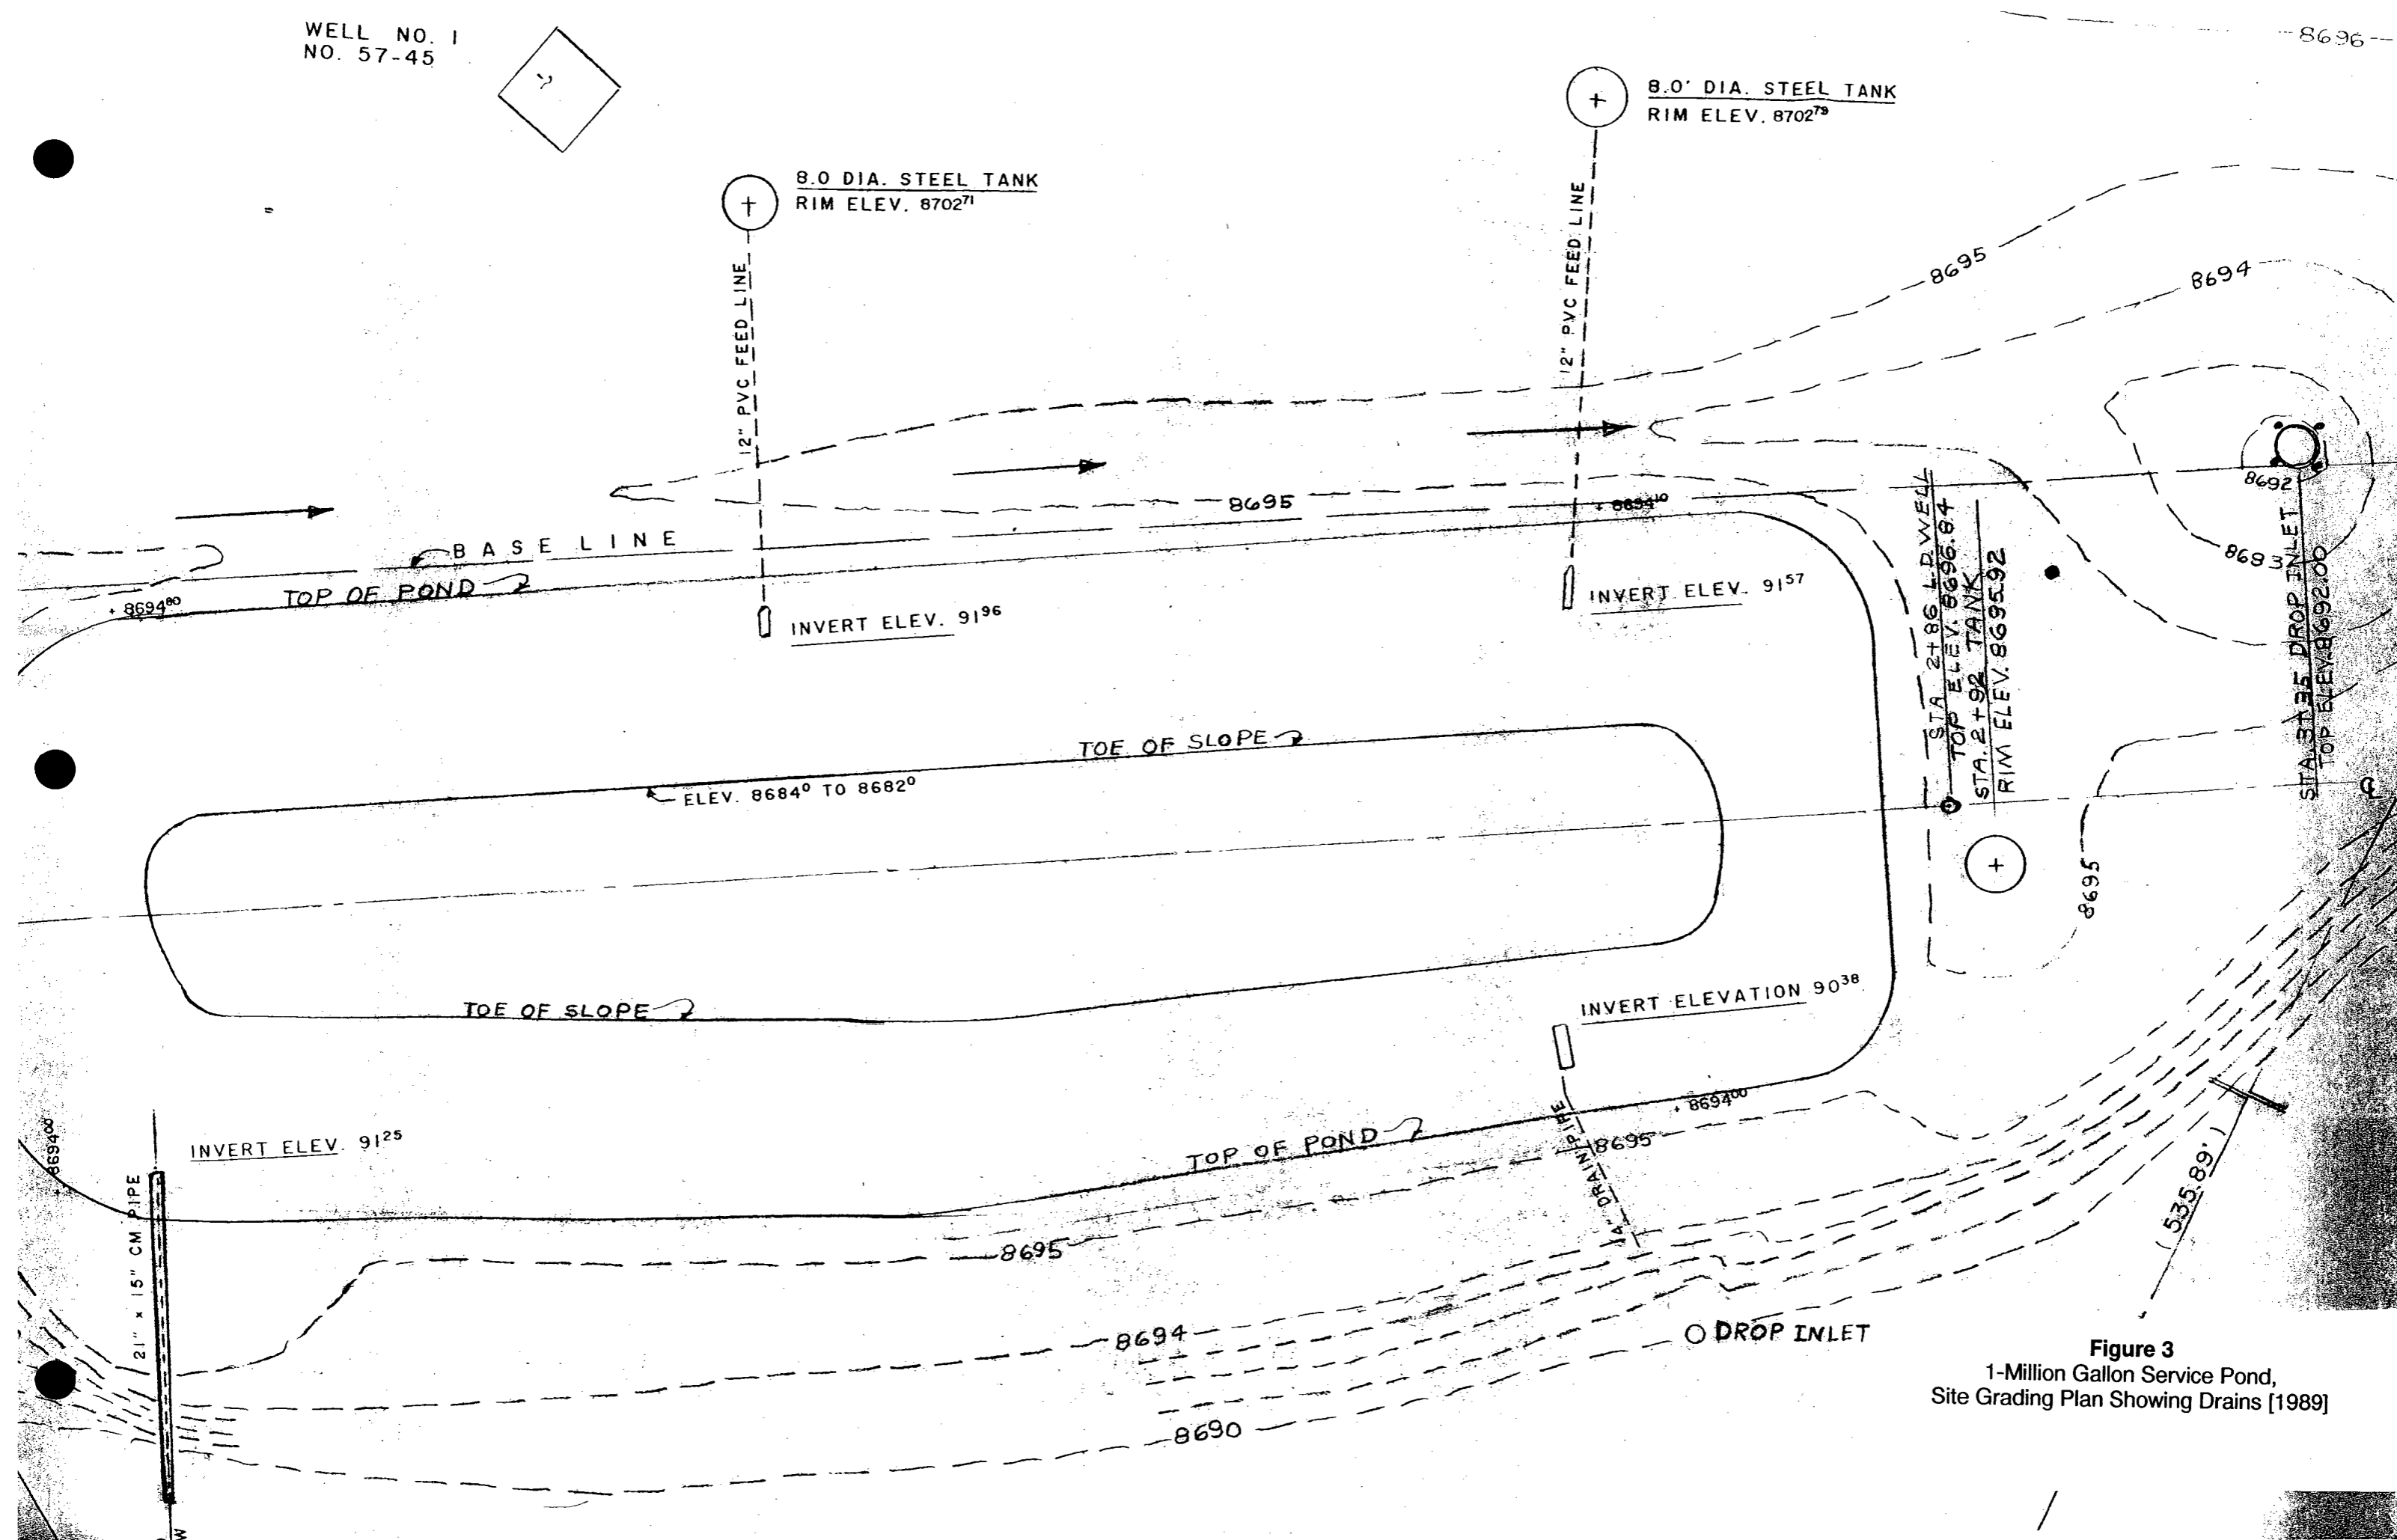 WELL NO. 1
NO. 57-45
8696
8.0' DIA. STEEL TANK
RIM ELEV. 8702⁷⁹
8.0 DIA. STEEL TANK
RIM ELEV. 8702⁷¹
12" PVC FEED LINE
12" PVC FEED LINE
8695
8694
8695
+ 8694¹⁰
8692
8693
BASE LINE
TOP OF POND
+ 8694⁸⁰
INVERT ELEV. 91⁹⁶
INVERT ELEV. 91⁵⁷
STA 2+86 L.D. WELL
TOP ELEV. 8696.84
STA. 2+92 TANK
RIM ELEV. 8695.92
STA. 3+35 DROP INLET
TOP ELEV. 8692.00
TOE OF SLOPE
ELEV. 8684⁰ TO 8682⁰
℄
8695
TOE OF SLOPE
INVERT ELEVATION 90³⁸
8694⁰⁰
INVERT ELEV. 91²⁵
+ 8694⁰⁰
TOP OF POND
8695
DRAIN PIPE
21" x 15" CM PIPE
8695
(535.89')
8694
DROP INLET
8690
Figure 3
1-Million Gallon Service Pond,
Site Grading Plan Showing Drains [1989]
W